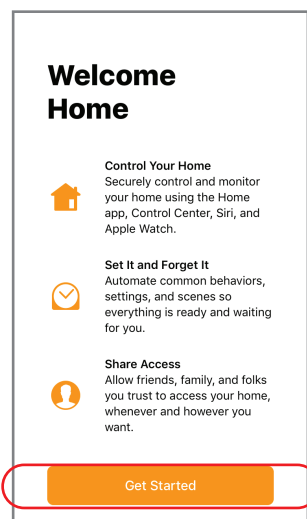 Welcome
Home
Control Your Home
Securely control and monitor
your home using the Home
app, Control Center, Siri, and
Apple Watch.
Set It and Forget It
Automate common behaviors,
settings, and scenes so
everything is ready and waiting
for you.
Share Access
Allow friends, family, and folks
you trust to access your home,
whenever and however you
want.
Get Started